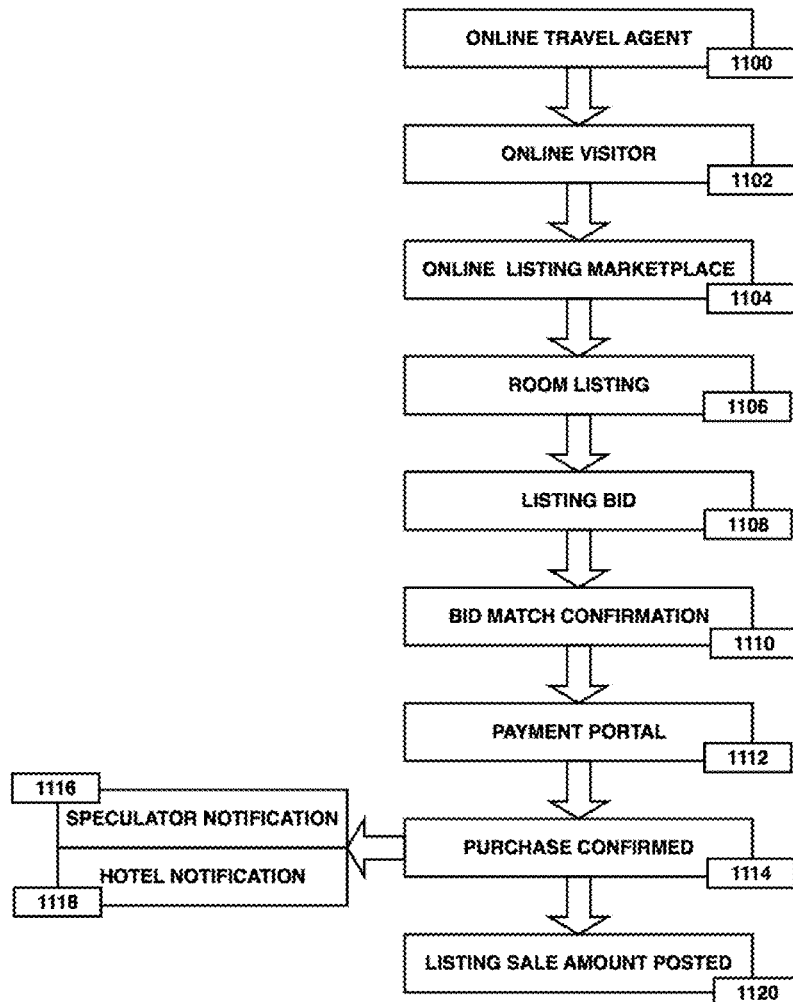 ONLINE TRAVEL AGENT
1100
ONLINE VISITOR
1102
ONLINE LISTING MARKETPLACE
1104
ROOM LISTING
1106
LISTING BID
1108
BID MATCH CONFIRMATION
1110
PAYMENT PORTAL
1112
1116
SPECULATOR NOTIFICATION
HOTEL NOTIFICATION
1118
PURCHASE CONFIRMED
1114
LISTING SALE AMOUNT POSTED
1120